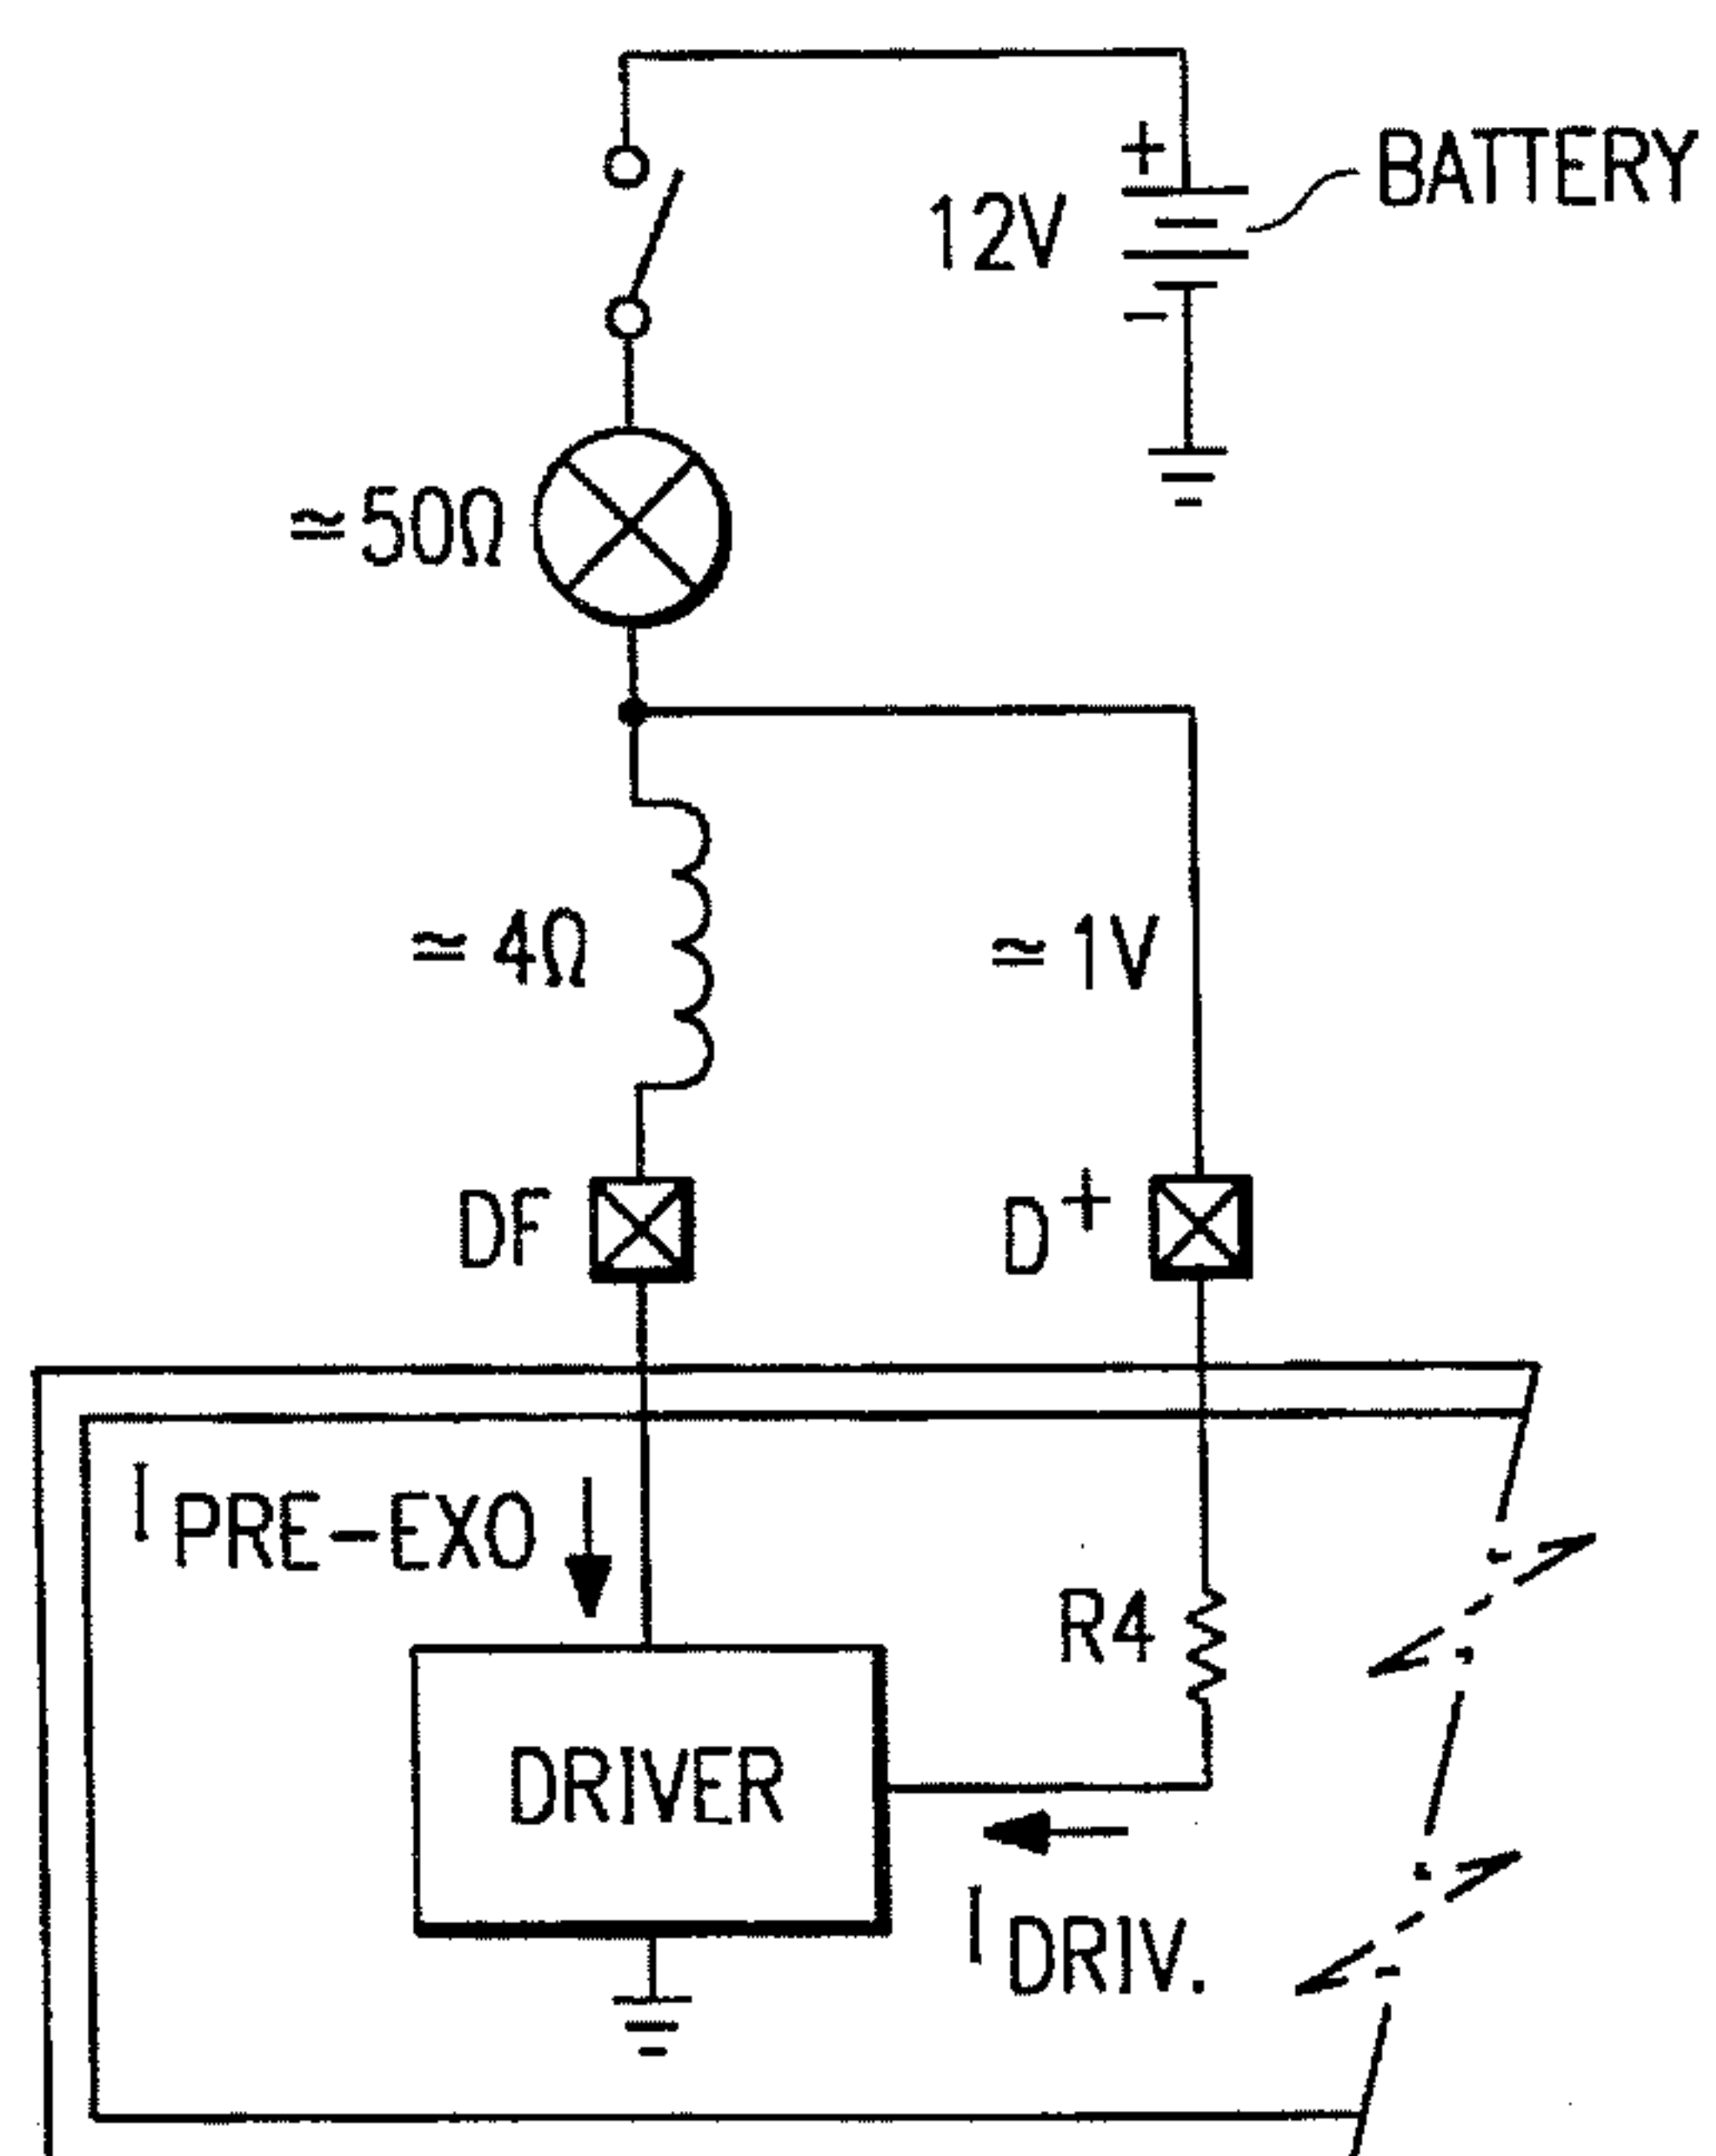 BATTERY
+
12V
−
≃50Ω
≃4Ω
≃1V
DF
D+
I PRE-EXO
R4
DRIVER
I DRIV.